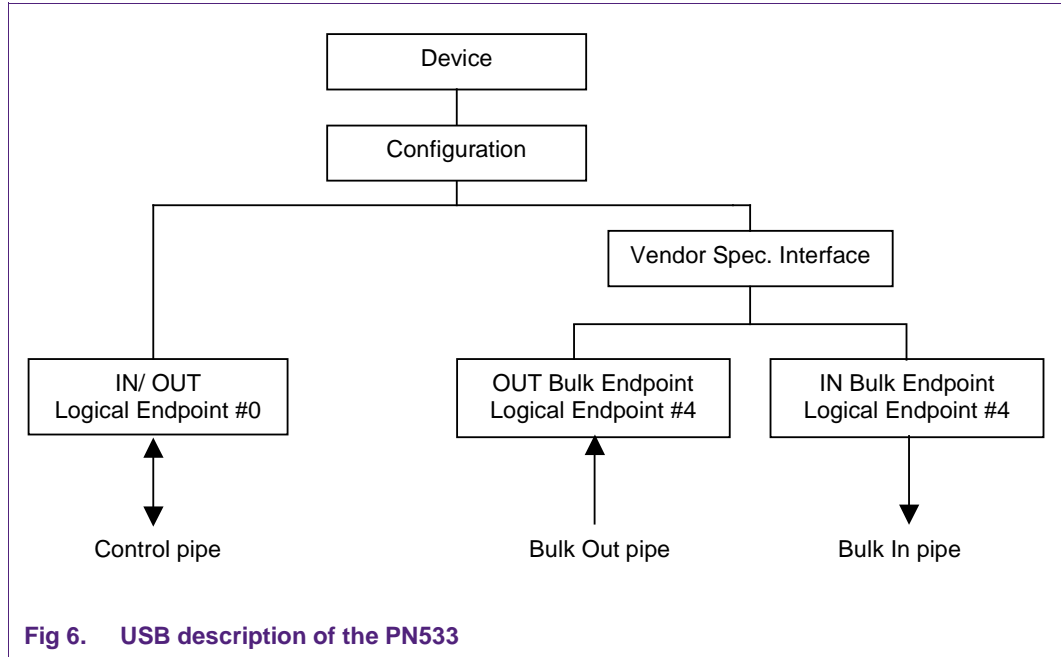 Device
Configuration
Vendor Spec. Interface
IN/ OUT
Logical Endpoint #0
OUT Bulk Endpoint
Logical Endpoint #4
IN Bulk Endpoint
Logical Endpoint #4
Control pipe
Bulk Out pipe
Bulk In pipe
Fig 6. USB description of the PN533